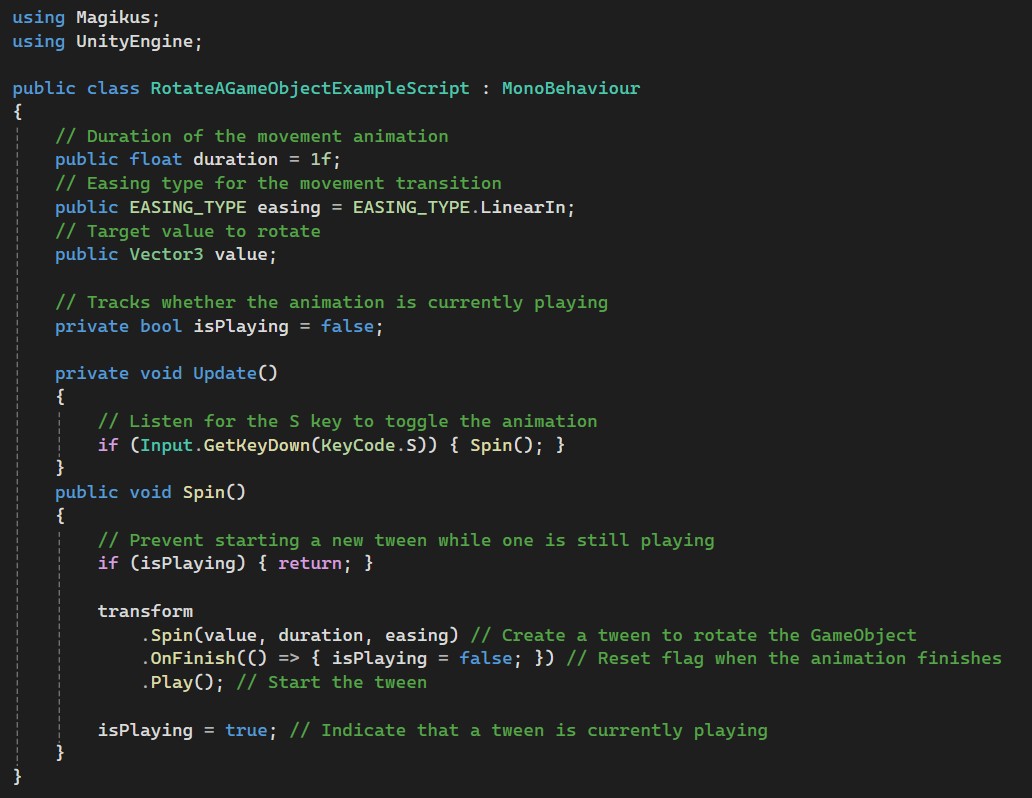 using Magikus;
using UnityEngine;

public class RotateAGameObjectExampleScript : MonoBehaviour
{
    // Duration of the movement animation
    public float duration = 1f;
    // Easing type for the movement transition
    public EASING_TYPE easing = EASING_TYPE.LinearIn;
    // Target value to rotate
    public Vector3 value;

    // Tracks whether the animation is currently playing
    private bool isPlaying = false;

    private void Update()
    {
        // Listen for the S key to toggle the animation
        if (Input.GetKeyDown(KeyCode.S)) { Spin(); }
    }
    public void Spin()
    {
        // Prevent starting a new tween while one is still playing
        if (isPlaying) { return; }

        transform
            .Spin(value, duration, easing) // Create a tween to rotate the GameObject
            .OnFinish(() => { isPlaying = false; }) // Reset flag when the animation finishes
            .Play(); // Start the tween

        isPlaying = true; // Indicate that a tween is currently playing
    }
}